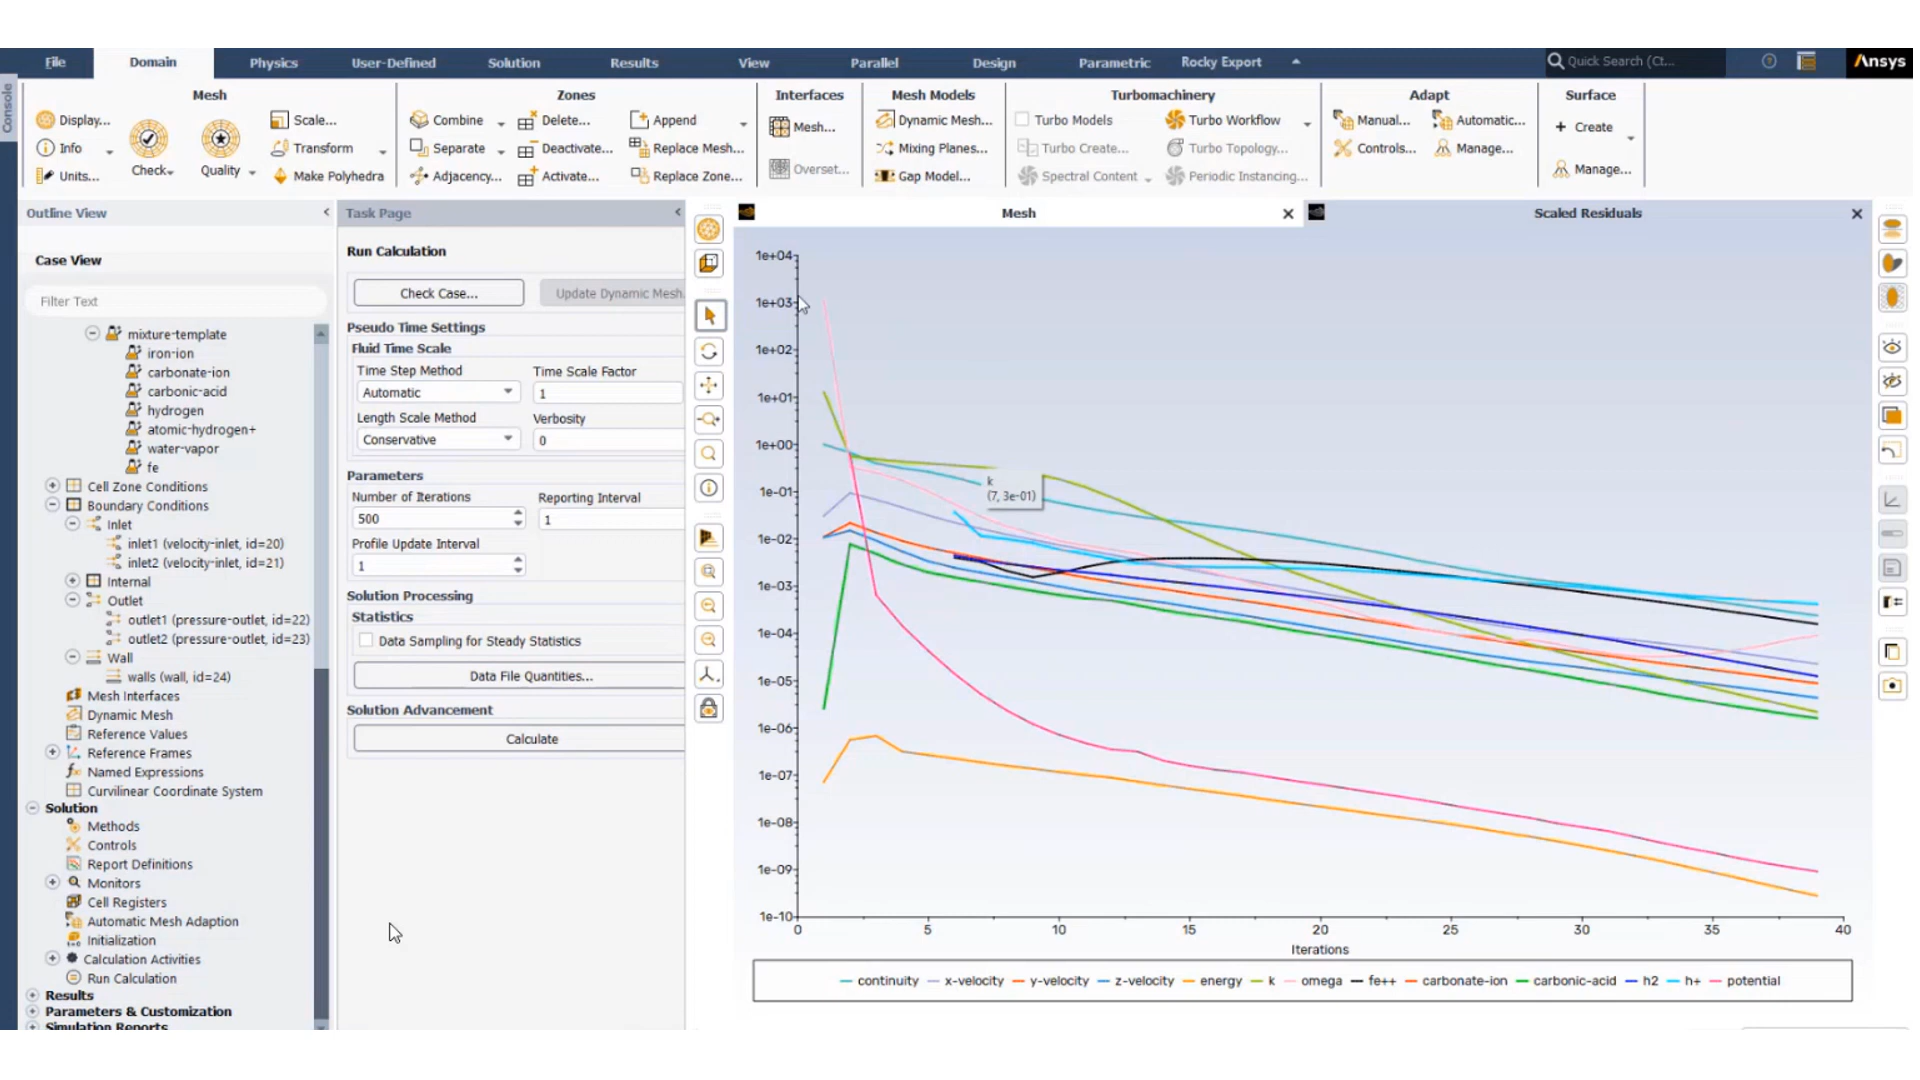 File Domain Physics User-Defined Solution Results View Parallel Design Parametric Rocky Export Quick Search (Ct... Ansys
Console
Mesh
Display... Scale...
Info Transform
Units... Check Quality Make Polyhedra
Zones
Combine Delete... Append
Separate Deactivate... Replace Mesh...
Adjacency... Activate... Replace Zone...
Interfaces
Mesh...
Overset...
Mesh Models
Dynamic Mesh...
Mixing Planes...
Gap Model...
Turbomachinery
Turbo Models Turbo Workflow
Turbo Create... Turbo Topology...
Spectral Content Periodic Instancing...
Adapt
Manual... Automatic...
Controls... Manage...
Surface
+ Create
Manage...
Outline View <
Case View
Filter Text
mixture-template
iron-ion
carbonate-ion
carbonic-acid
hydrogen
atomic-hydrogen+
water-vapor
fe
Cell Zone Conditions
Boundary Conditions
Inlet
inlet1 (velocity-inlet, id=20)
inlet2 (velocity-inlet, id=21)
Internal
Outlet
outlet1 (pressure-outlet, id=22)
outlet2 (pressure-outlet, id=23)
Wall
walls (wall, id=24)
Mesh Interfaces
Dynamic Mesh
Reference Values
Reference Frames
Named Expressions
Curvilinear Coordinate System
Solution
Methods
Controls
Report Definitions
Monitors
Cell Registers
Automatic Mesh Adaption
Initialization
Calculation Activities
Run Calculation
Results
Parameters & Customization
Simulation Reports
Task Page <
Run Calculation
Check Case... Update Dynamic Mesh.
Pseudo Time Settings
Fluid Time Scale
Time Step Method Time Scale Factor
Automatic 1
Length Scale Method Verbosity
Conservative 0
Parameters
Number of Iterations Reporting Interval
500 1
Profile Update Interval
1
Solution Processing
Statistics
Data Sampling for Steady Statistics
Data File Quantities...
Solution Advancement
Calculate
Mesh Scaled Residuals
1e+04
1e+03
1e+02
1e+01
1e+00
1e-01
1e-02
1e-03
1e-04
1e-05
1e-06
1e-07
1e-08
1e-09
1e-10
k
(7, 3e-01)
0 5 10 15 20 25 30 35 40
Iterations
continuity x-velocity y-velocity z-velocity energy k omega fe++ carbonate-ion carbonic-acid h2 h+ potential